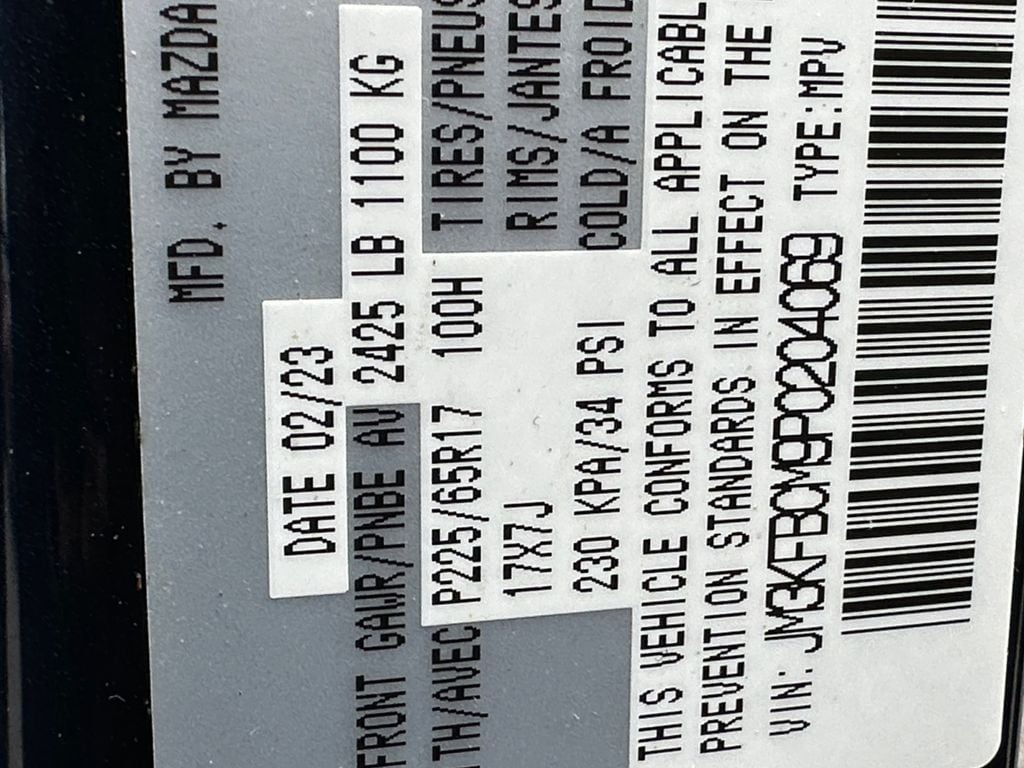 MFD. BY MAZDA
DATE 02/23
FRONT GAWR/PNBE AV 2425 LB 1100 KG
TH/AVEC P225/65R17 100H TIRES/PNEUS
17X7J RIMS/JANTES
230 KPA/34 PSI COLD/A FROID
THIS VEHICLE CONFORMS TO ALL APPLICABL
PREVENTION STANDARDS IN EFFECT ON THE
VIN: JM3KFBCM9P0204069 TYPE:MPV